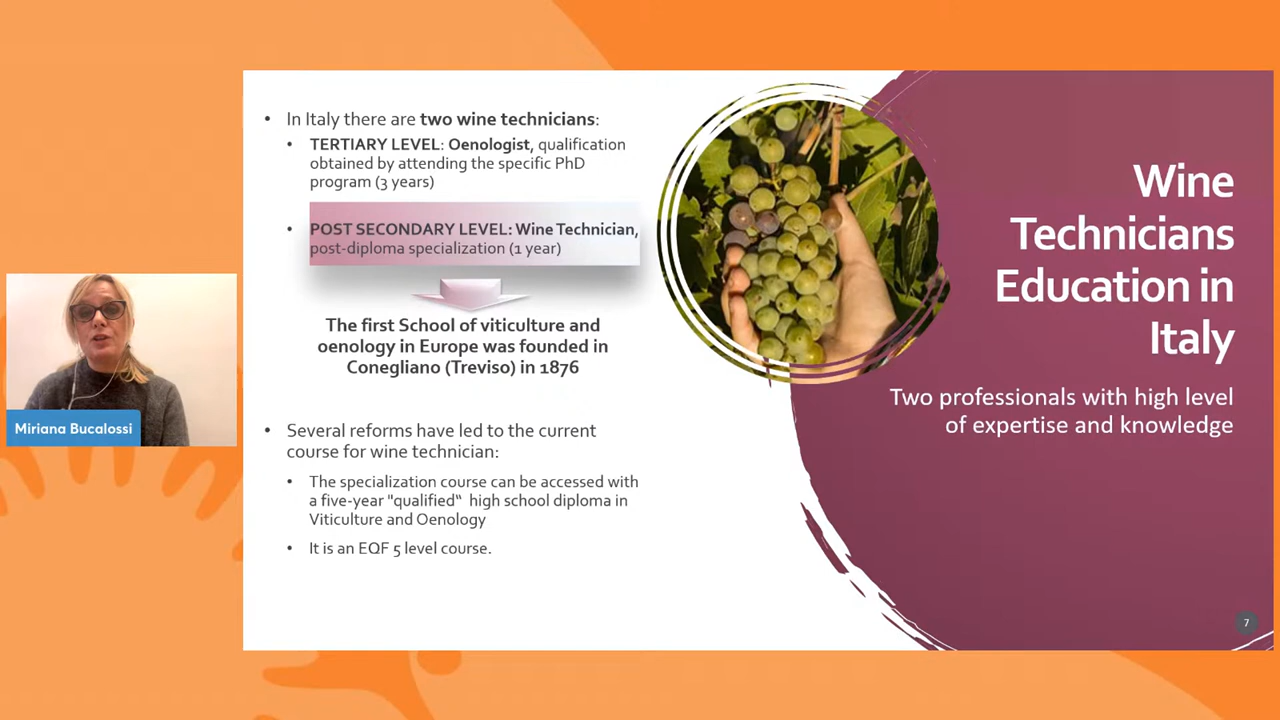 In Italy there are two wine technicians:
TERTIARY LEVEL: Oenologist, qualification
obtained by attending the specific PhD
program (3 years)
POST SECONDARY LEVEL: Wine Technician,
post-diploma specialization (1 year)
The first School of viticulture and
oenology in Europe was founded in
Conegliano (Treviso) in 1876
Several reforms have led to the current
course for wine technician:
The specialization course can be accessed with
a five-year "qualified“ high school diploma in
Viticulture and Oenology
It is an EQF 5 level course.
Wine
Technicians
Education in
Italy
Two professionals with high level
of expertise and knowledge
7
Miriana Bucalossi